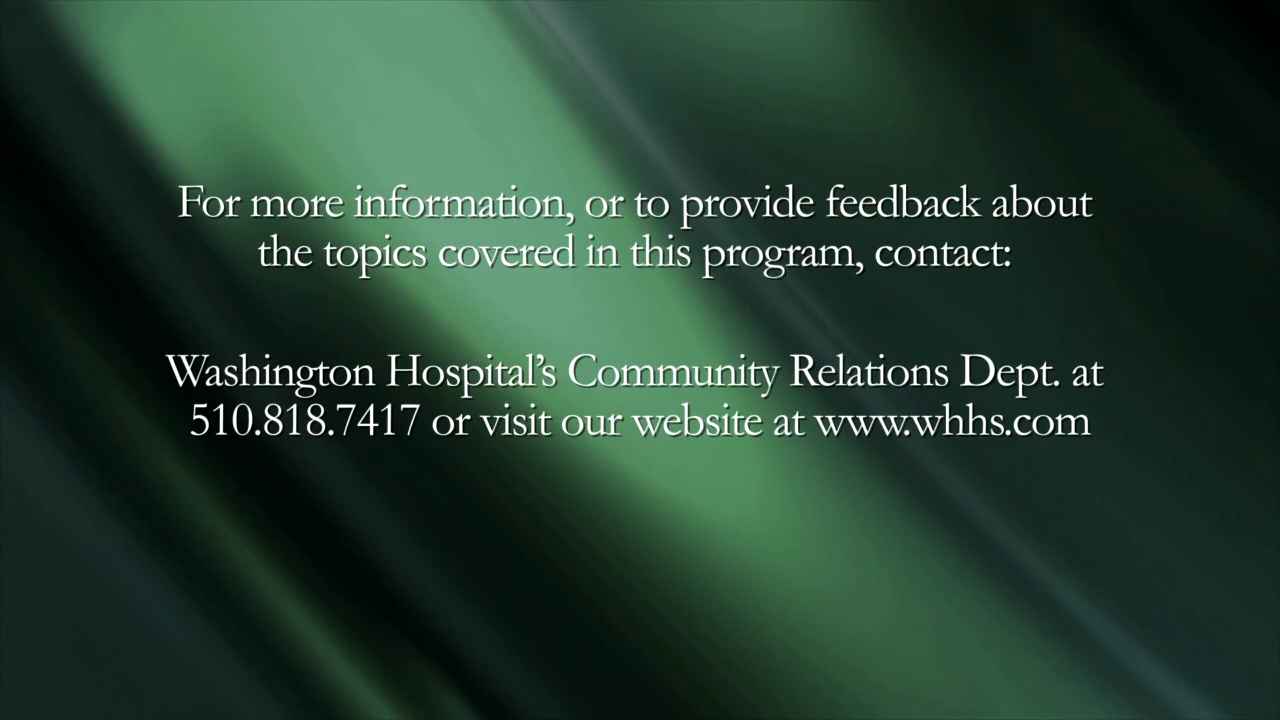 For more information, or to provide feedback about
the topics covered in this program, contact:
Washington Hospital’s Community Relations Dept. at
510.818.7417 or visit our website at www.whhs.com